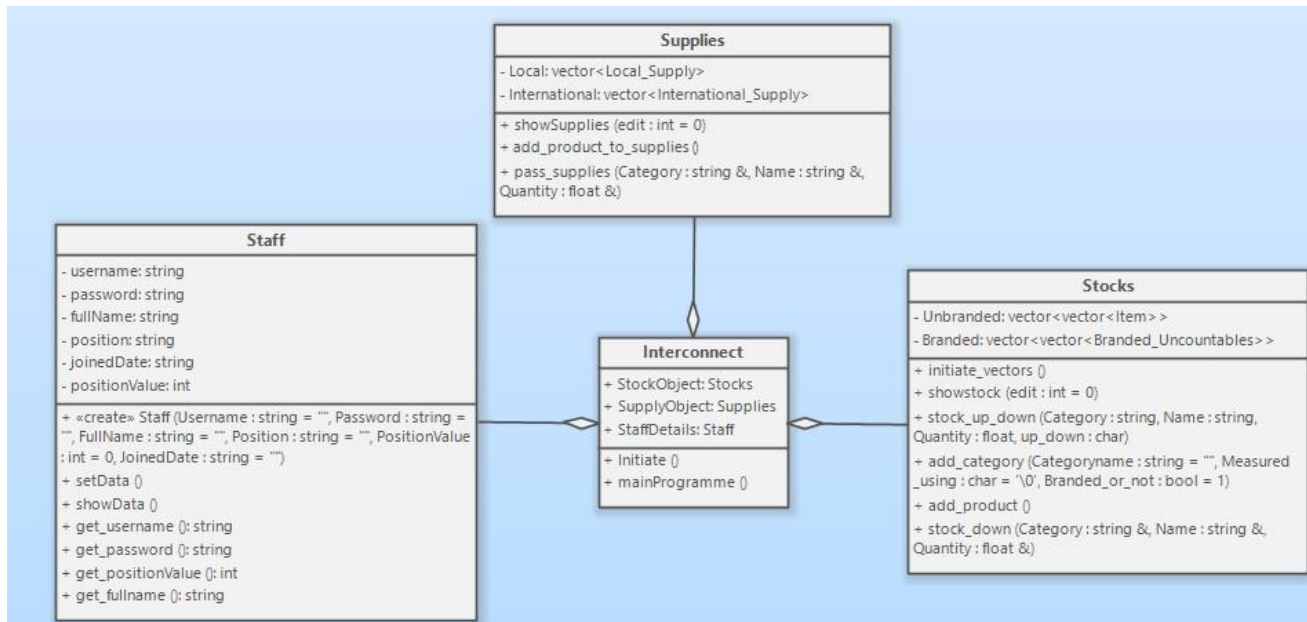 Supplies
- Local: vector<Local_Supply>
- International: vector<International_Supply>
+ showSupplies (edit : int = 0)
+ add_product_to_supplies ()
+ pass_supplies (Category : string &, Name : string &,
Quantity : float &)
Staff
- username: string
- password: string
- fullName: string
- position: string
- joinedDate: string
- positionValue: int
+ «create» Staff (Username : string = "", Password : string =
"", FullName : string = "", Position : string = "", PositionValue
: int = 0, JoinedDate : string = "")
+ setData ()
+ showData ()
+ get_username (): string
+ get_password (): string
+ get_positionValue (): int
+ get_fullname (): string
Interconnect
+ StockObject: Stocks
+ SupplyObject: Supplies
+ StaffDetails: Staff
+ Initiate ()
+ mainProgramme ()
Stocks
- Unbranded: vector<vector<Item>>
- Branded: vector<vector<Branded_Uncountables>>
+ initiate_vectors ()
+ showstock (edit : int = 0)
+ stock_up_down (Category : string, Name : string,
Quantity : float, up_down : char)
+ add_category (Categoryname : string = "", Measured
_using : char = '\0', Branded_or_not : bool = 1)
+ add_product ()
+ stock_down (Category : string &, Name : string &,
Quantity : float &)